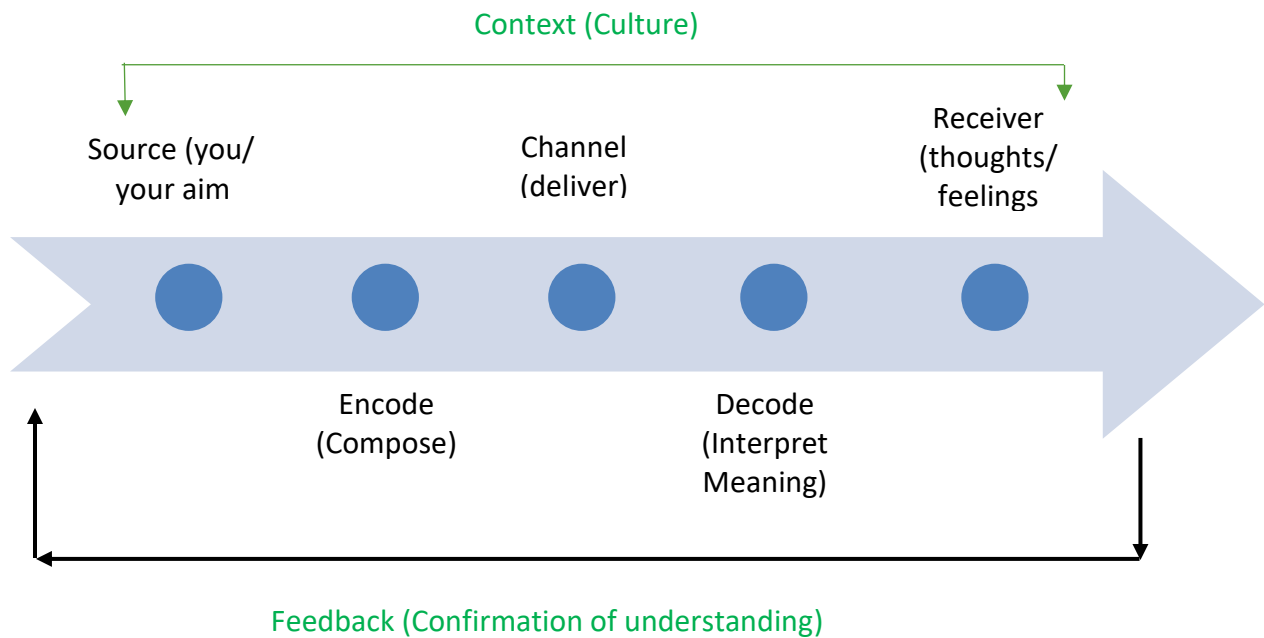 Context (Culture)
Source (you/
your aim
Channel
(deliver)
Receiver
(thoughts/
feelings
Encode
(Compose)
Decode
(Interpret
Meaning)
Feedback (Confirmation of understanding)